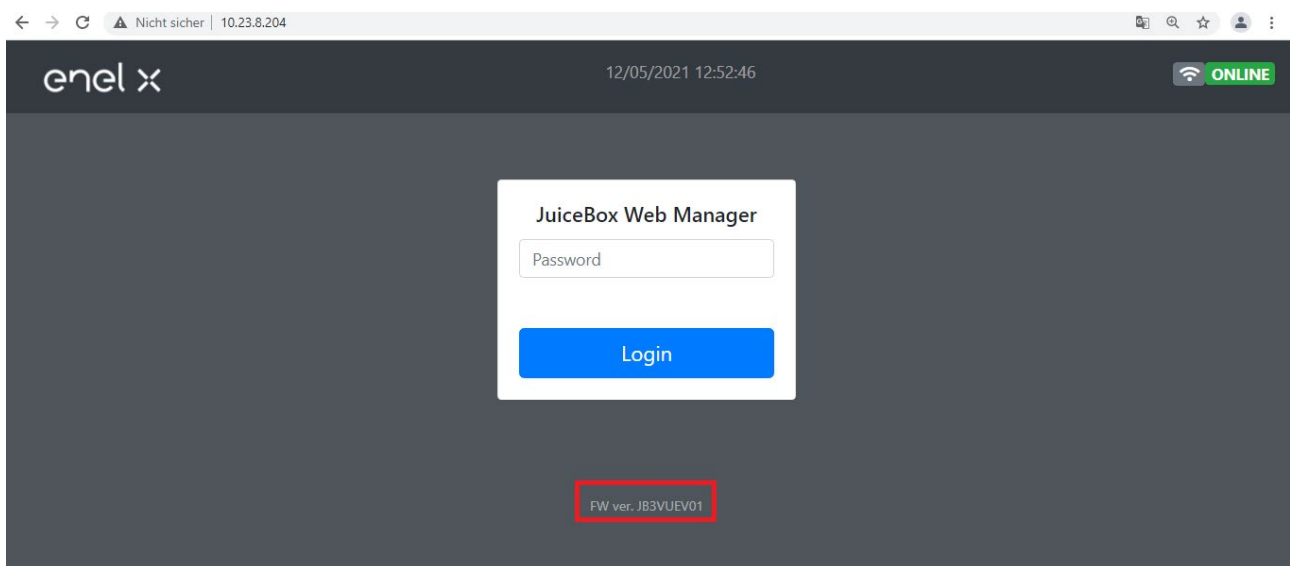 Nicht sicher | 10.23.8.204
enel x
12/05/2021 12:52:46
ONLINE
JuiceBox Web Manager
Password
Login
FW ver. JB3VUEV01